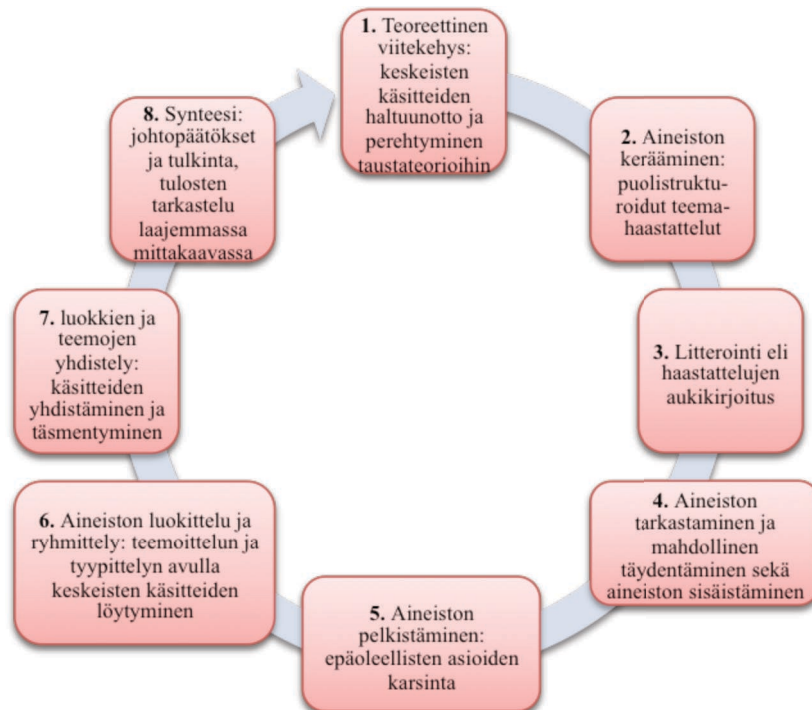 1. Teoreettinen
viitekehys:
keskeisten
käsitteiden
haltuunotto ja
perehtyminen
taustateorioihin
2. Aineiston
kerääminen:
puolistruktu-
roidut teema-
haastattelut
3. Litterointi eli
haastattelujen
aukikirjoitus
4. Aineiston
tarkastaminen ja
mahdollinen
täydentäminen sekä
aineiston sisäistäminen
5. Aineiston
pelkistäminen:
epäoleellisten asioiden
karsinta
6. Aineiston luokittelu ja
ryhmittely: teemoittelun ja
tyypittelyn avulla
keskeisten käsitteiden
löytyminen
7. luokkien ja
teemojen
yhdistely:
käsitteiden
yhdistäminen ja
täsmentyminen
8. Synteesi:
johtopäätökset
ja tulkinta,
tulosten
tarkastelu
laajemmassa
mittakaavassa